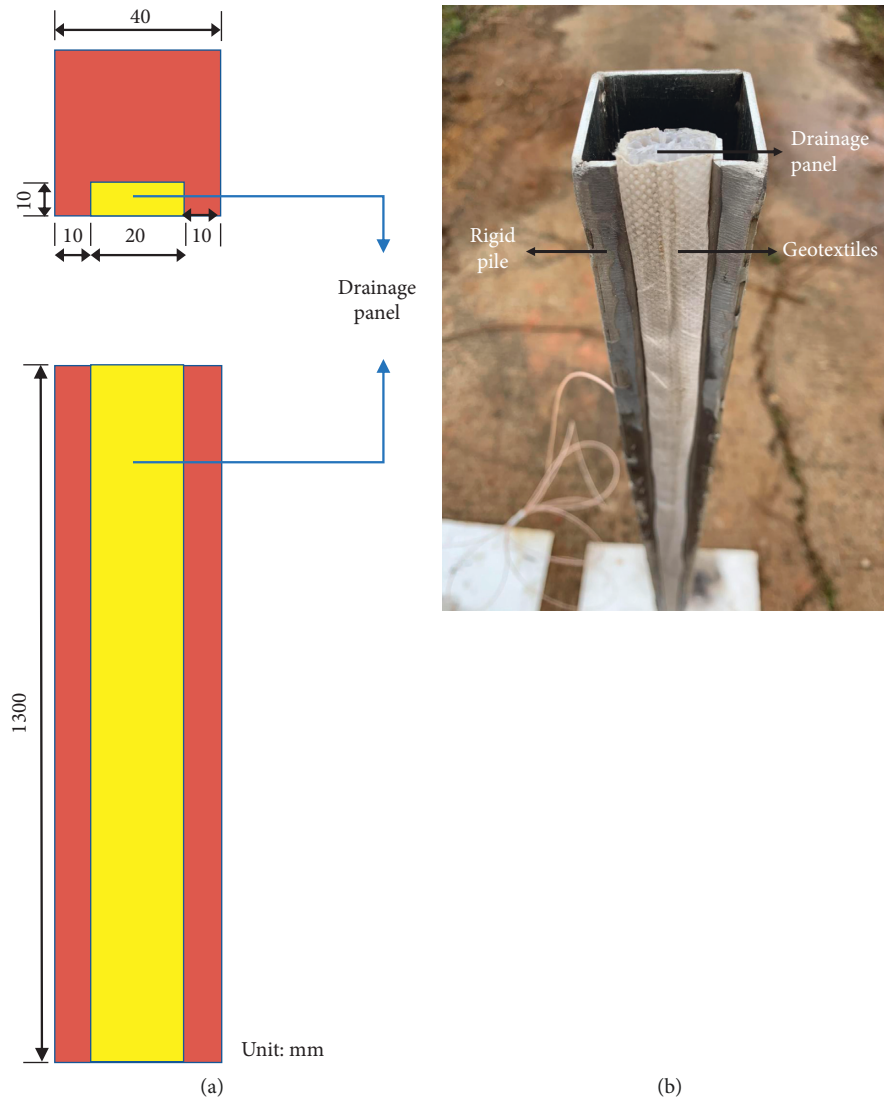 40
10
10
20
10
Drainage
panel
1300
Unit: mm
(a)
Drainage
panel
Rigid
pile
Geotextiles
(b)